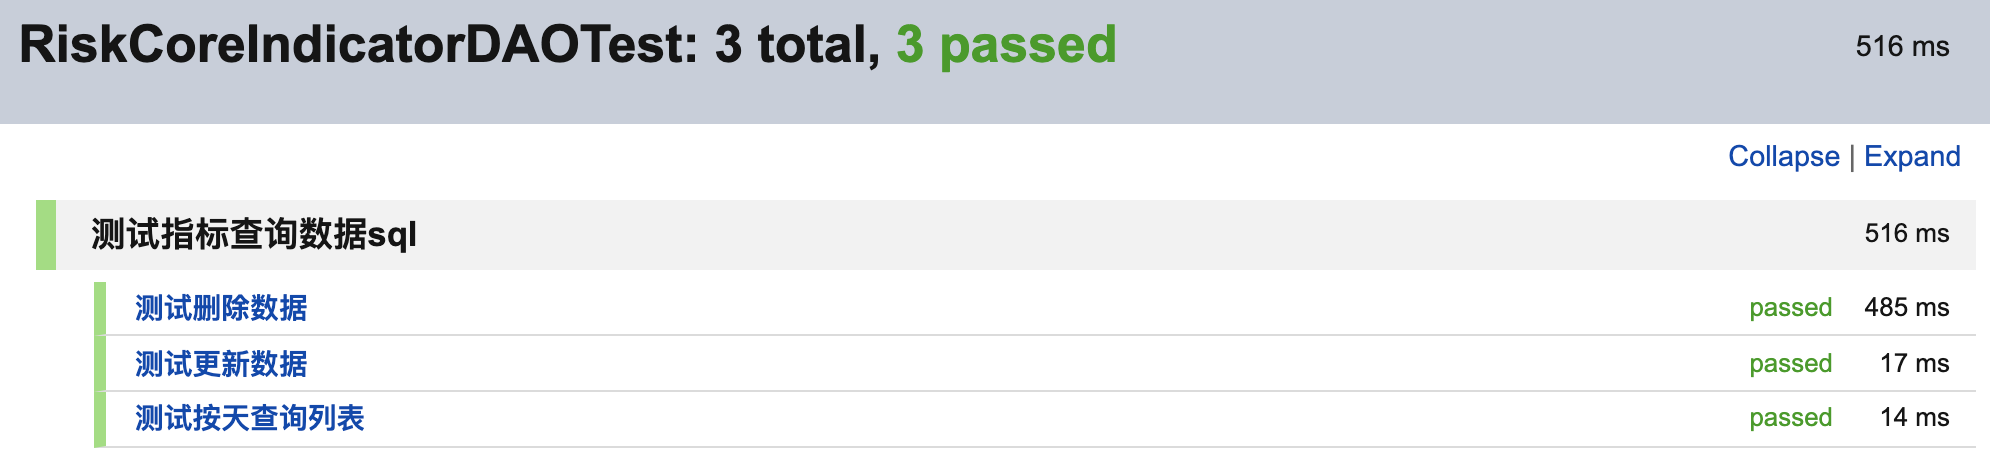 RiskCoreIndicatorDAOTest: 3 total, 3 passed 516 ms
Collapse | Expand
测试指标查询数据sql 516 ms
测试删除数据 passed 485 ms
测试更新数据 passed 17 ms
测试按天查询列表 passed 14 ms